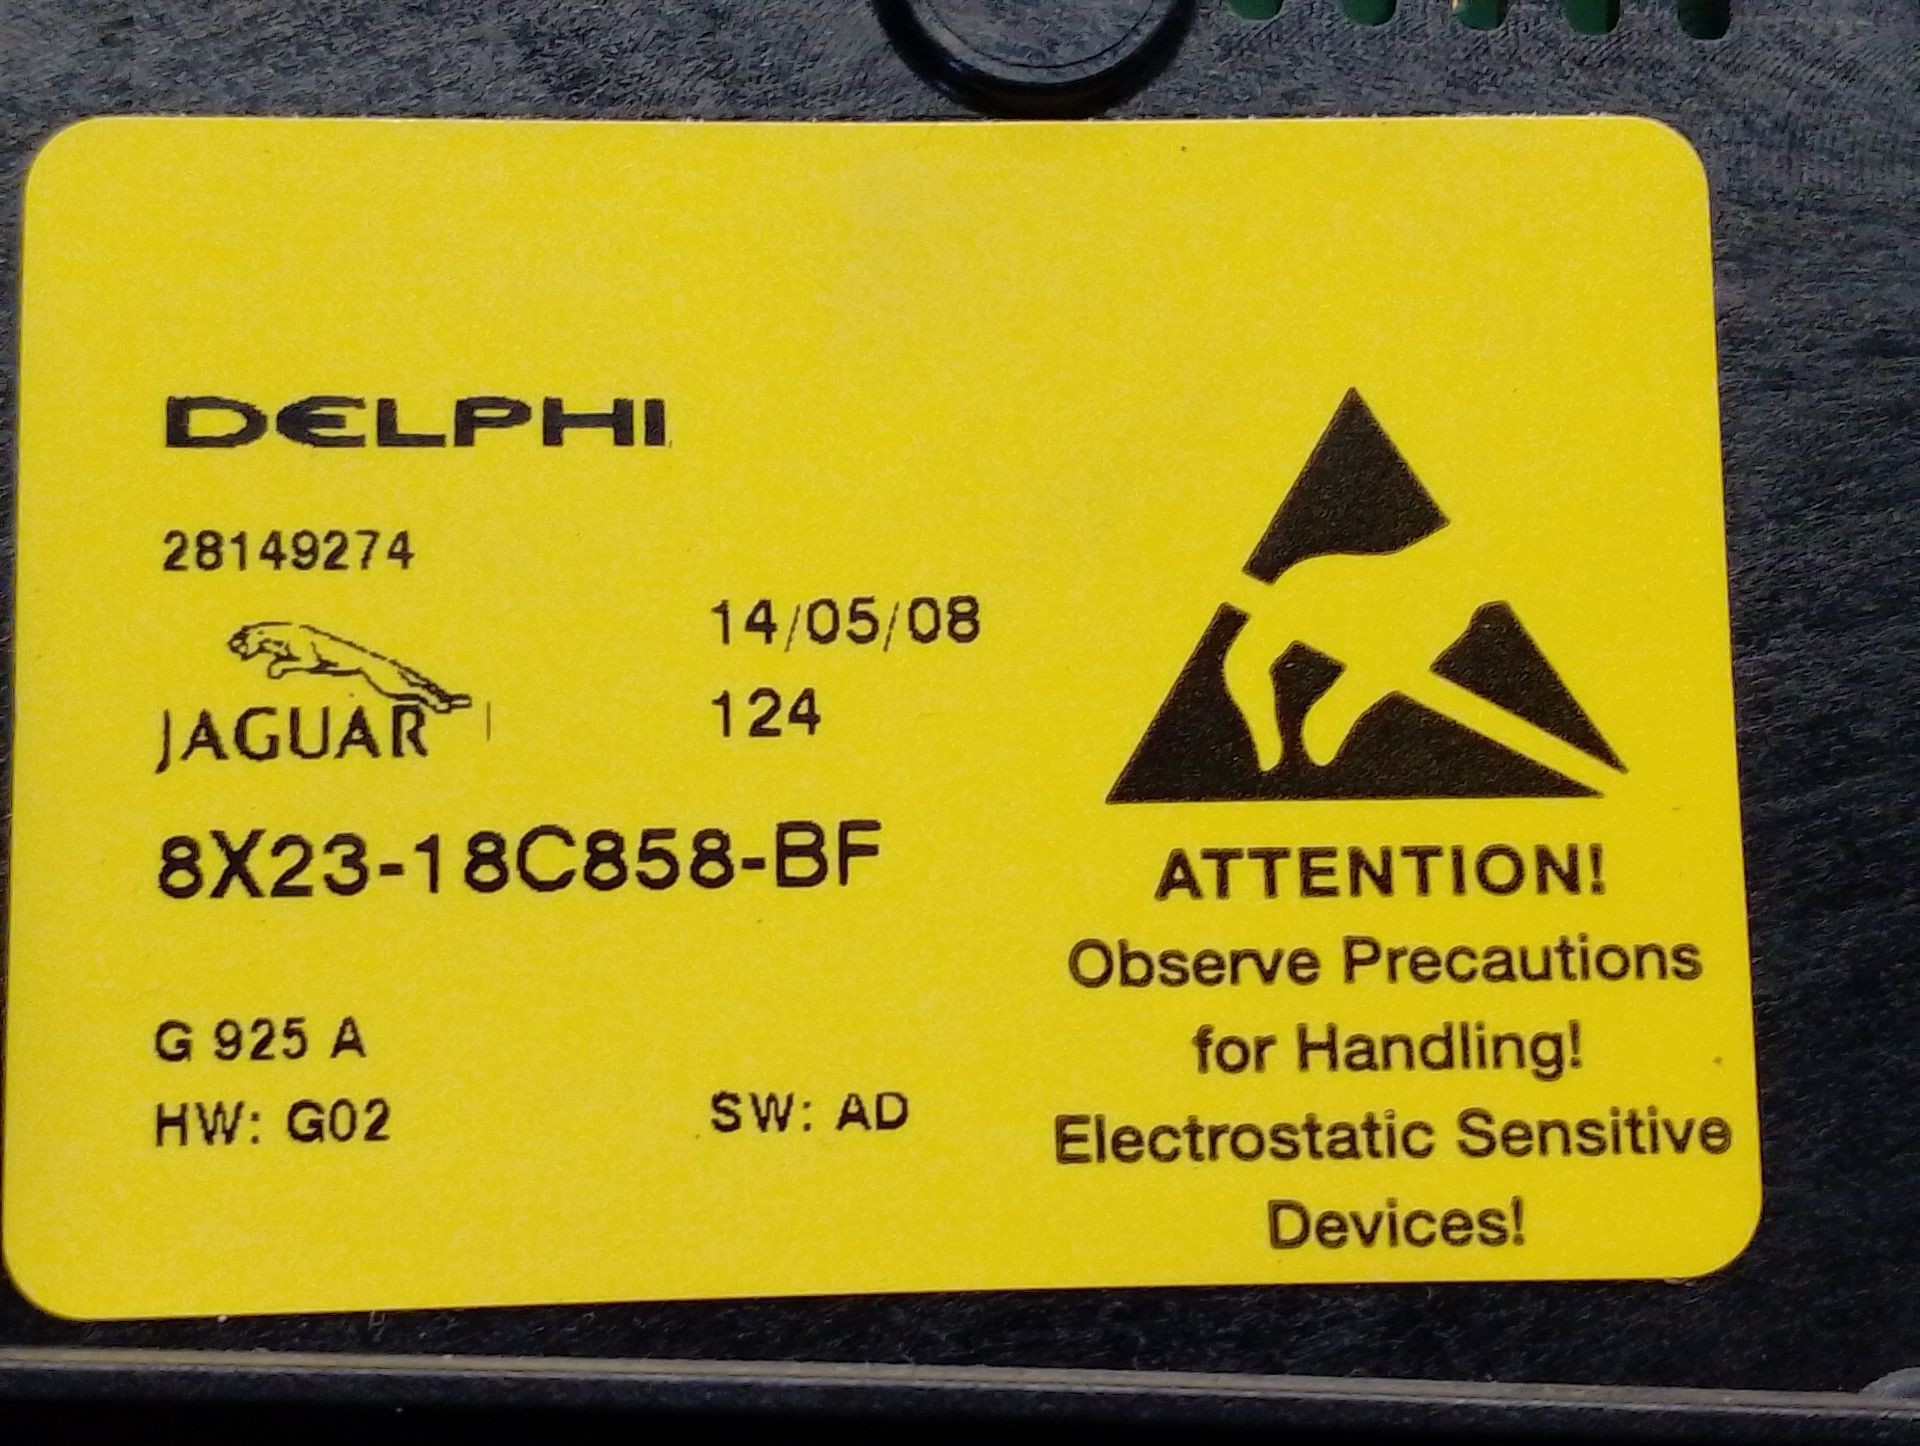 DELPHI
28149274
14/05/08
JAGUAR
124
8X23-18C858-BF
G 925 A
HW: G02
SW: AD
ATTENTION!
Observe Precautions
for Handling!
Electrostatic Sensitive
Devices!